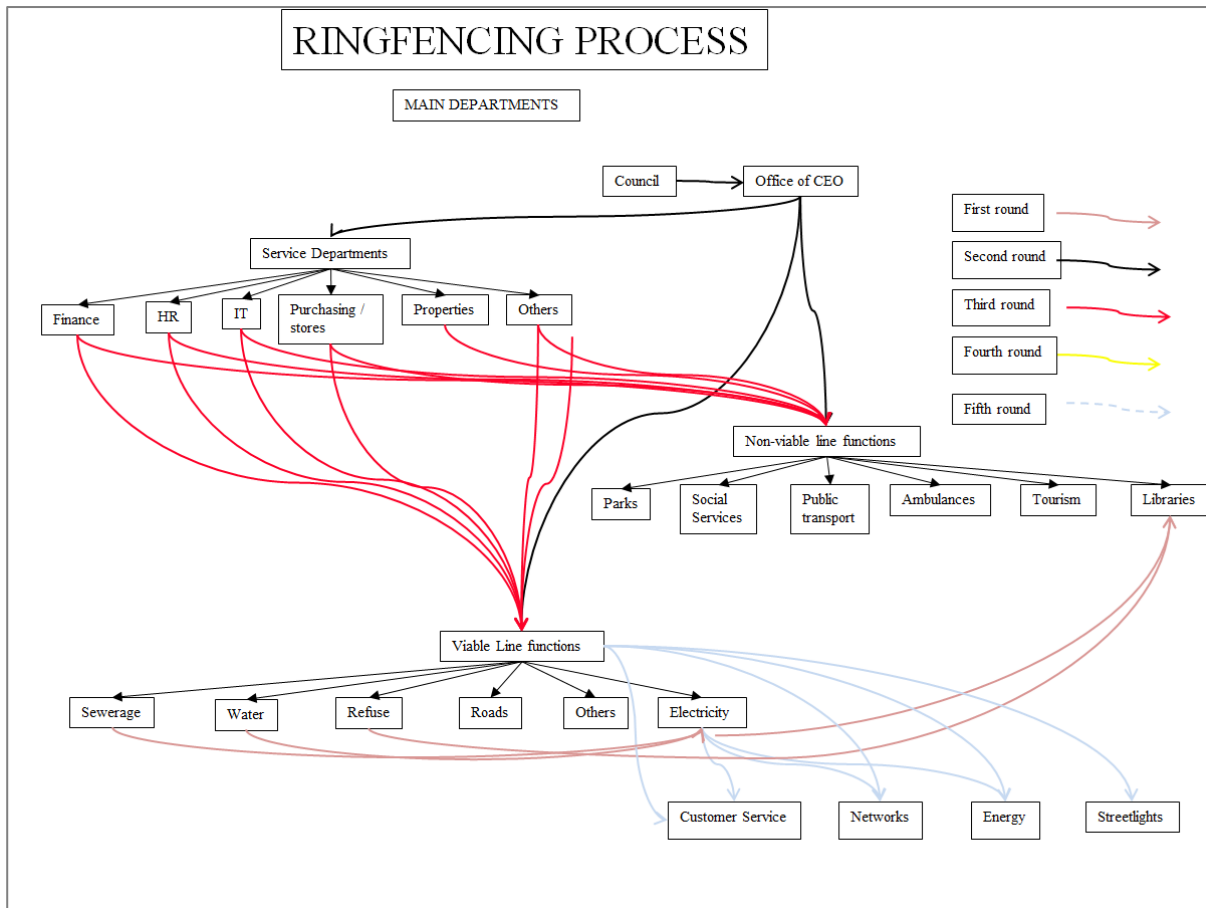 RINGFENCING PROCESS
MAIN DEPARTMENTS
Council
Office of CEO
First round
Second round
Third round
Fourth round
Fifth round
Service Departments
Finance
HR
IT
Purchasing /
stores
Properties
Others
Non-viable line functions
Parks
Social
Services
Public
transport
Ambulances
Tourism
Libraries
Viable Line functions
Sewerage
Water
Refuse
Roads
Others
Electricity
Customer Service
Networks
Energy
Streetlights